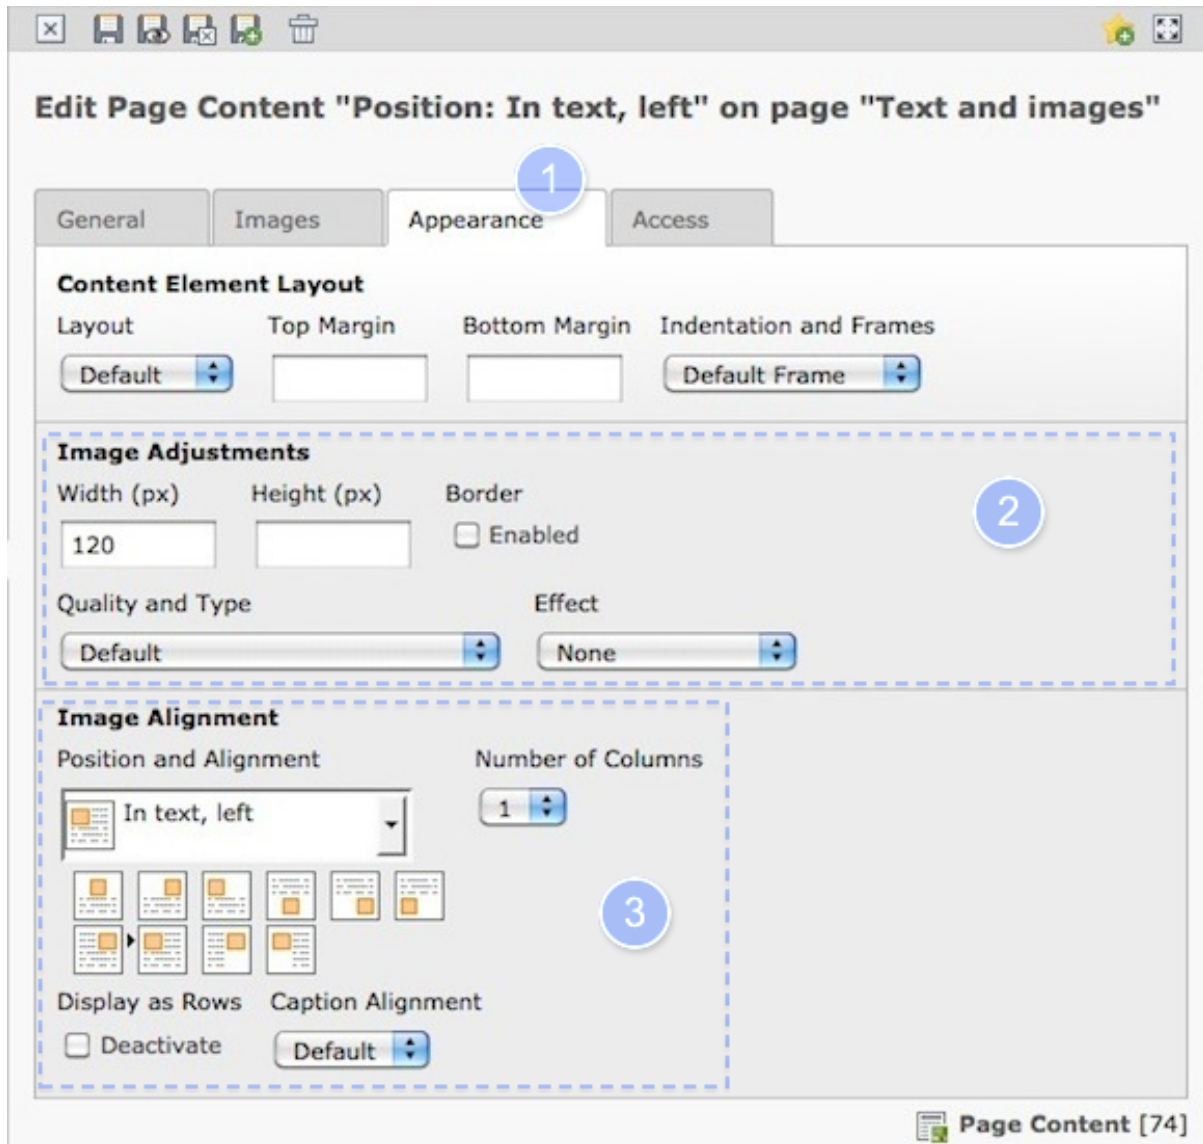 Edit Page Content "Position: In text, left" on page "Text and images"
1
General Images Appearance Access
Content Element Layout
Layout Top Margin Bottom Margin Indentation and Frames
Default Default Frame
Image Adjustments
Width (px) Height (px) Border
2
120 Enabled
Quality and Type Effect
Default None
Image Alignment
Position and Alignment Number of Columns
In text, left 1
3
Display as Rows Caption Alignment
Deactivate Default
Page Content [74]